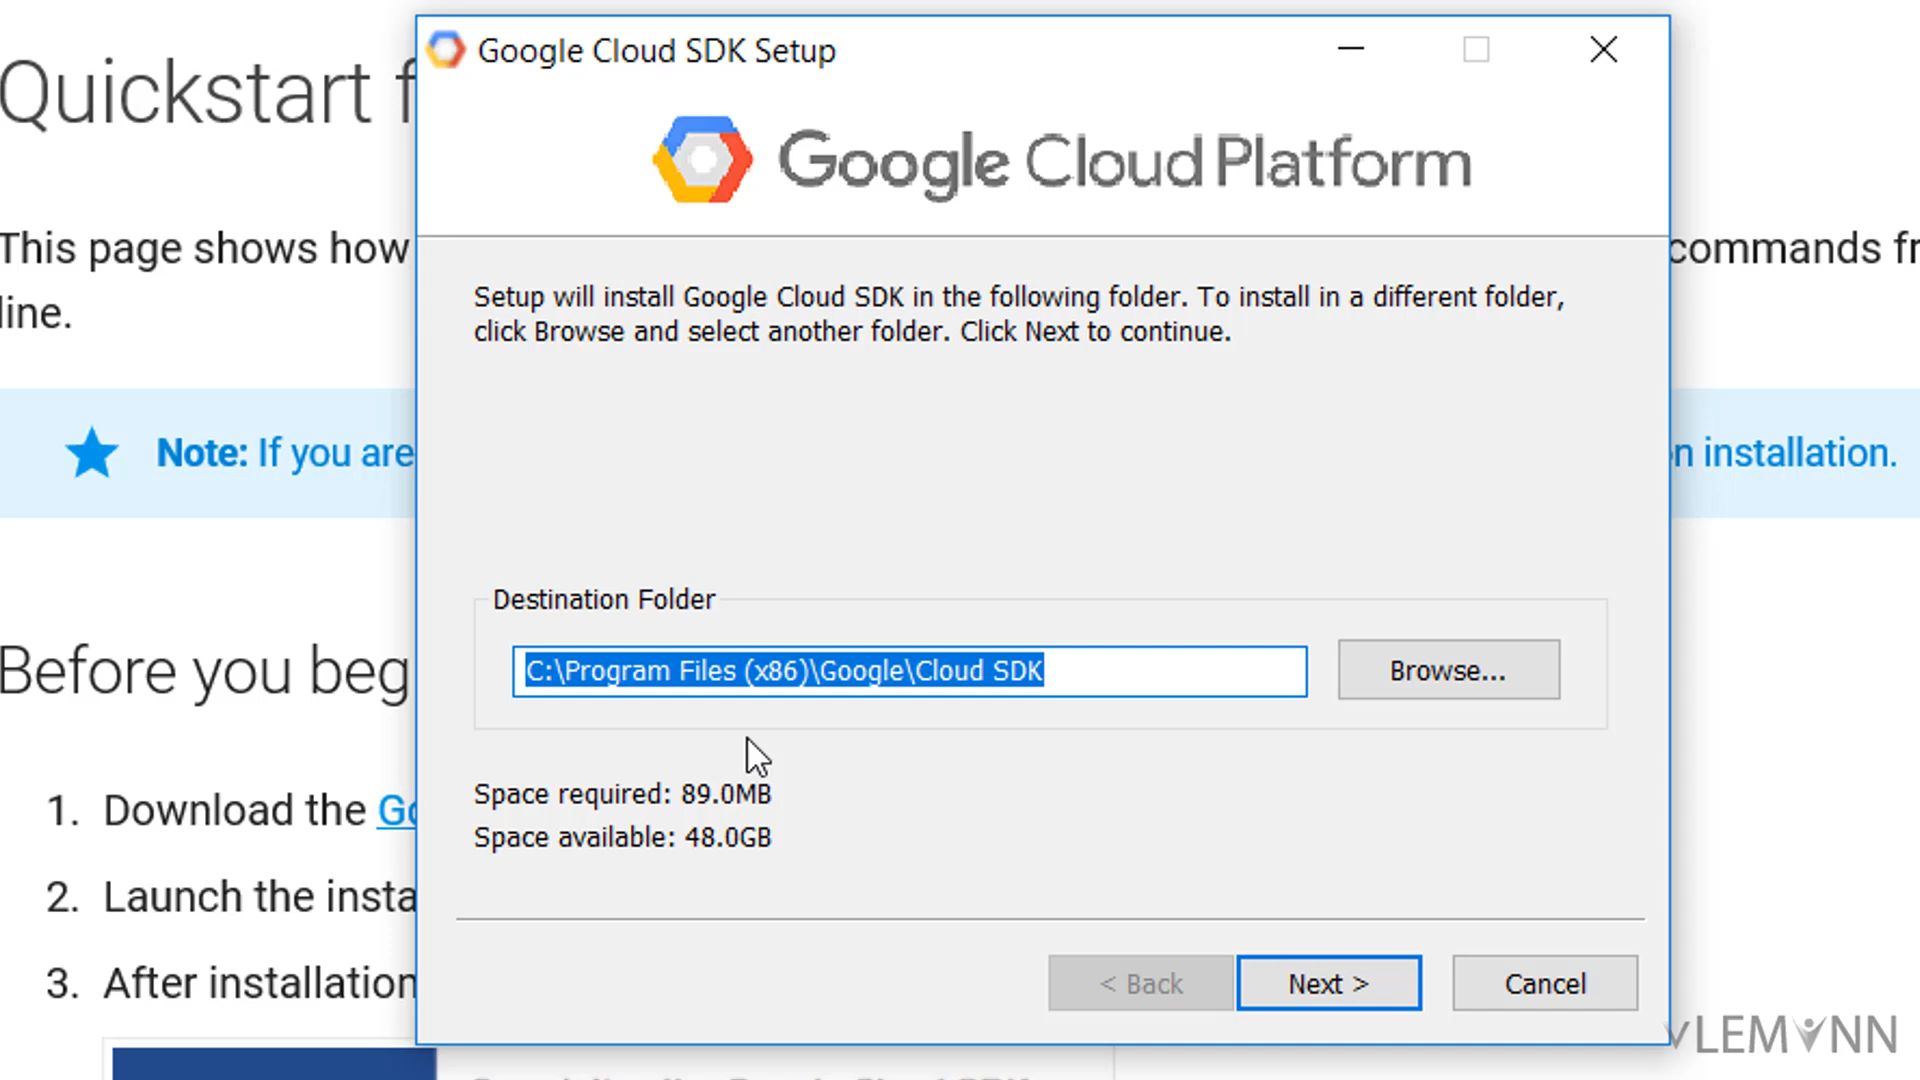 Google Cloud SDK Setup
Quickstart f
Google Cloud Platform
This page shows how
commands fr
line.
Setup will install Google Cloud SDK in the following folder. To install in a different folder,
click Browse and select another folder. Click Next to continue.
Note: If you are
on installation.
Destination Folder
C:\Program Files (x86)\Google\Cloud SDK
Browse...
Before you beg
Space required: 89.0MB
Space available: 48.0GB
1. Download the Go
2. Launch the insta
3. After installation
< Back
Next >
Cancel
vLEMONN